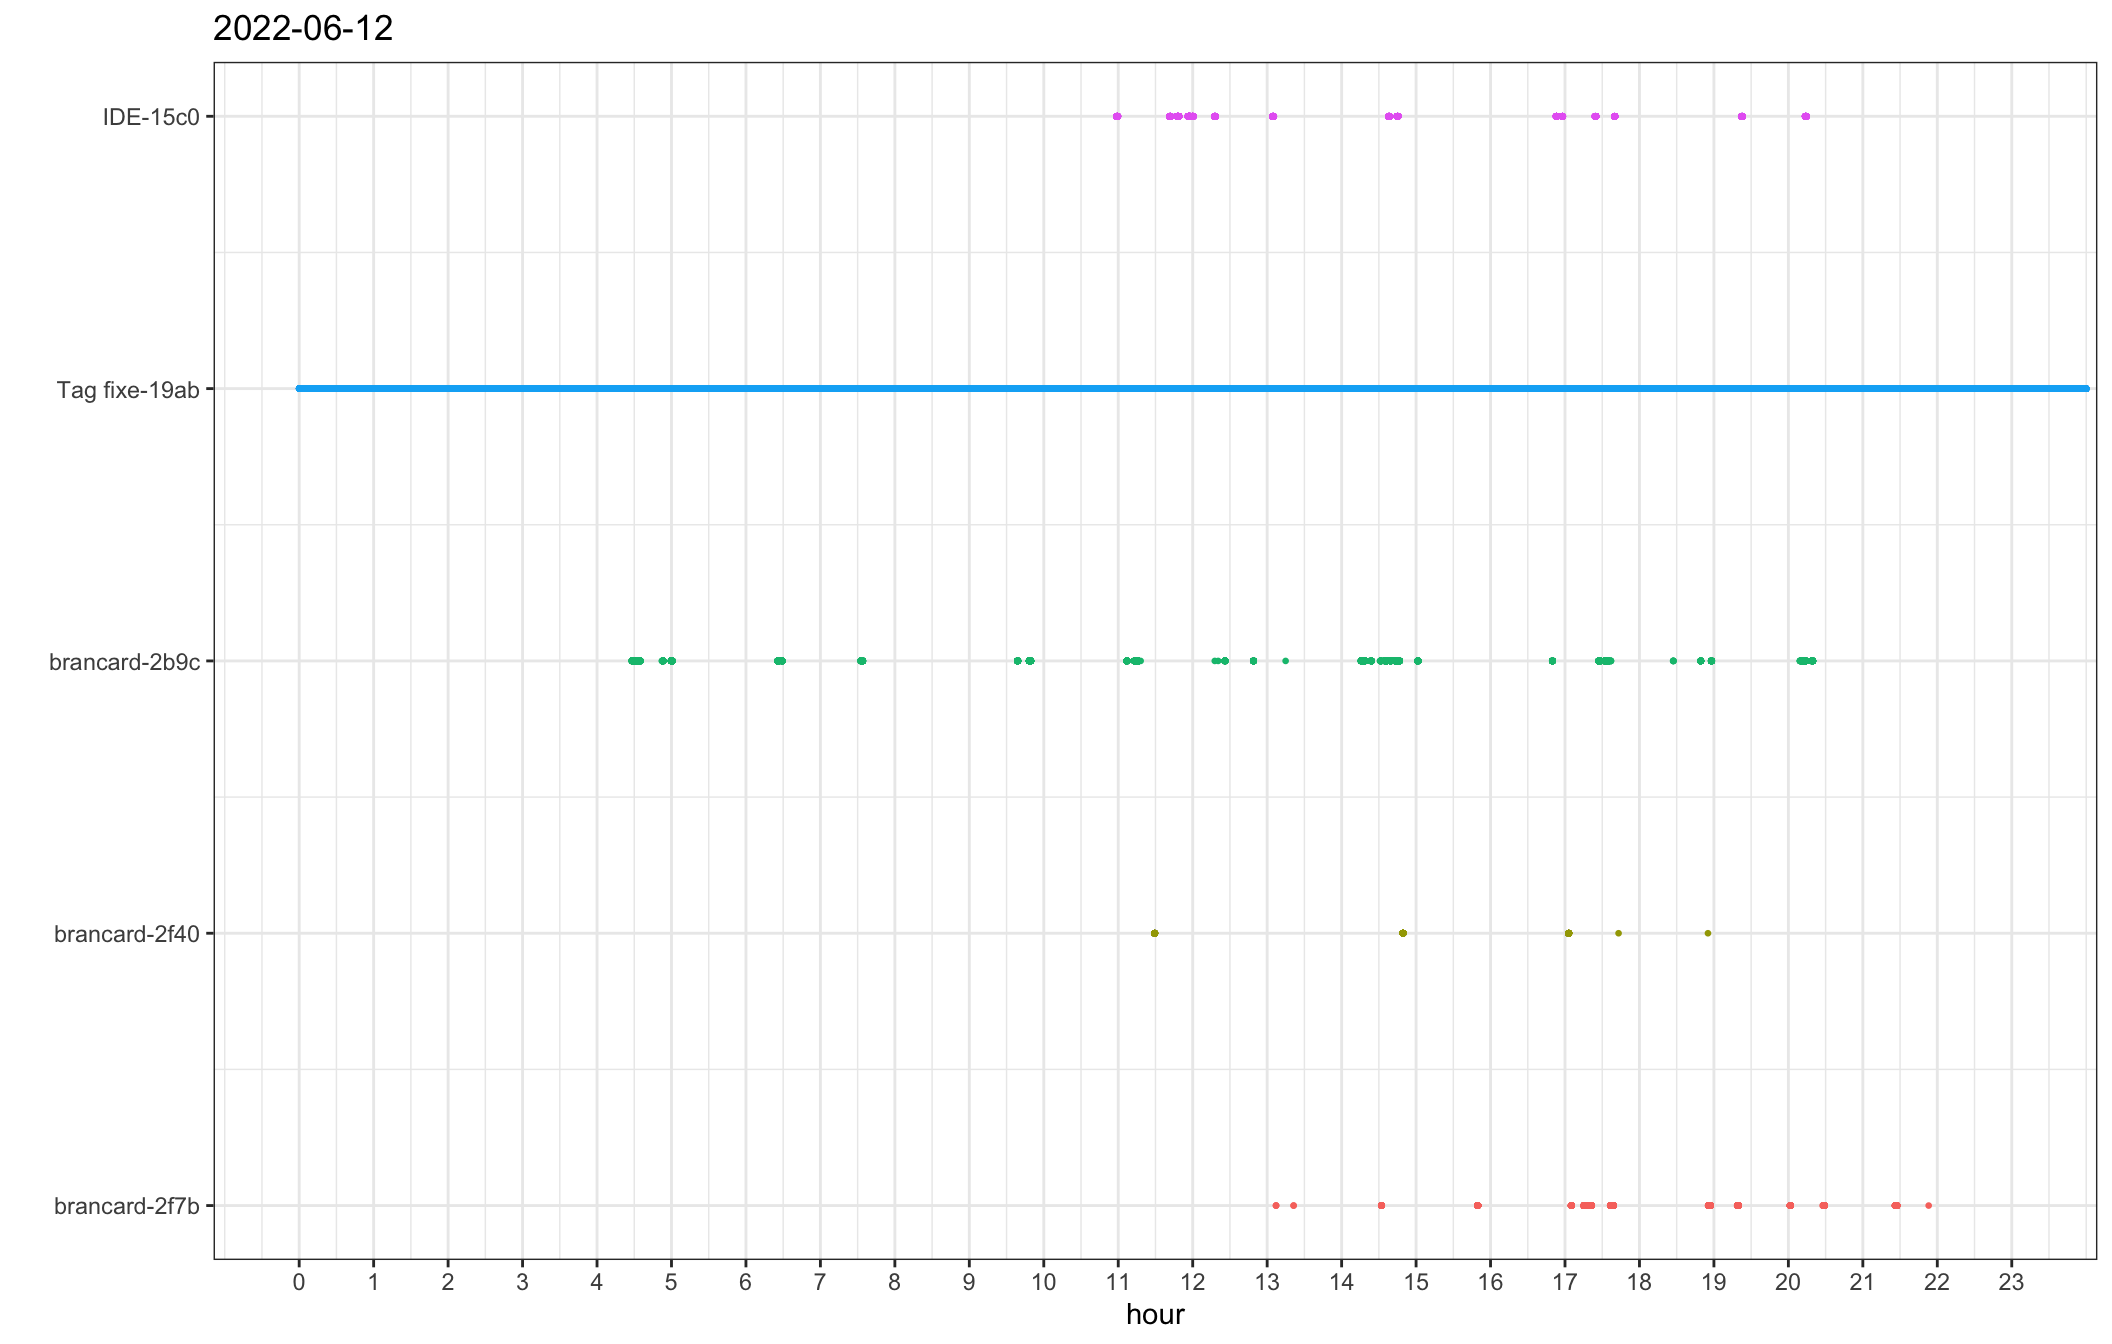 2022-06-12
IDE-15c0
Tag fixe-19ab
brancard-2b9c
brancard-2f40
brancard-2f7b
0 1 2 3 4 5 6 7 8 9 10 11 12 13 14 15 16 17 18 19 20 21 22 23
hour